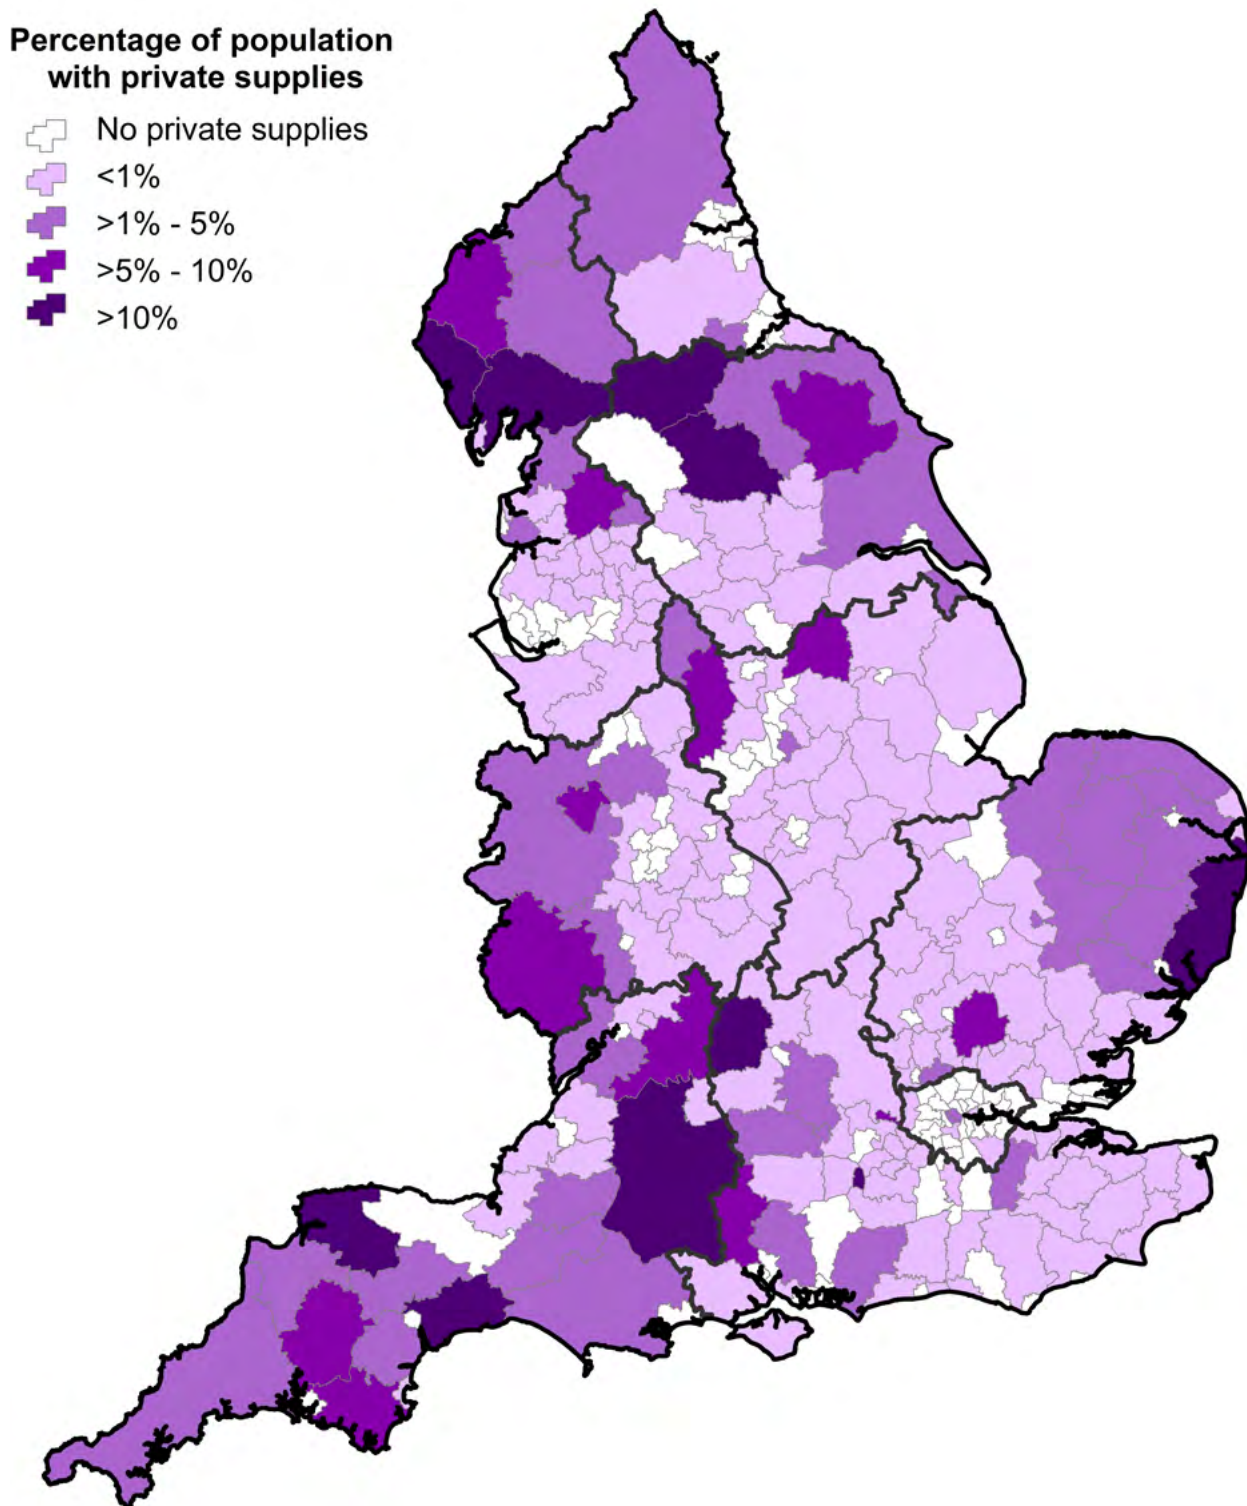 Percentage of population
with private supplies
No private supplies
<1%
>1% - 5%
>5% - 10%
>10%